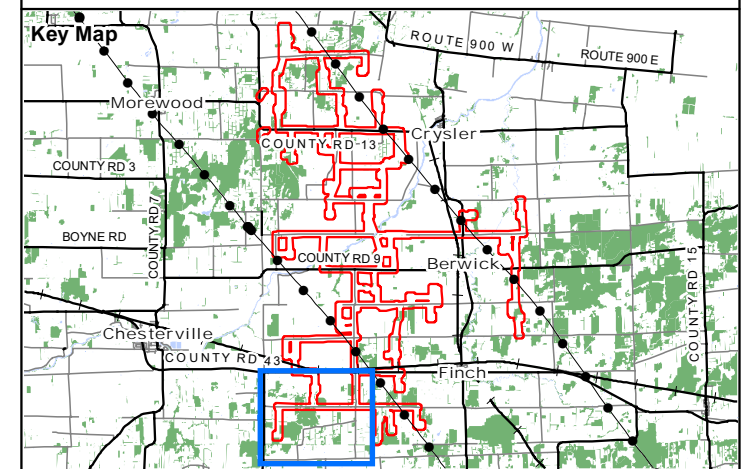 Key Map
ROUTE 900 W
ROUTE 900 E
Morewood
Crysler
COUNTY RD 13
COUNTY RD 3
COUNTY RD 7
BOYNE RD
COUNTY RD 9
Berwick
COUNTY RD 15
Chesterville
COUNTY RD 43
Finch